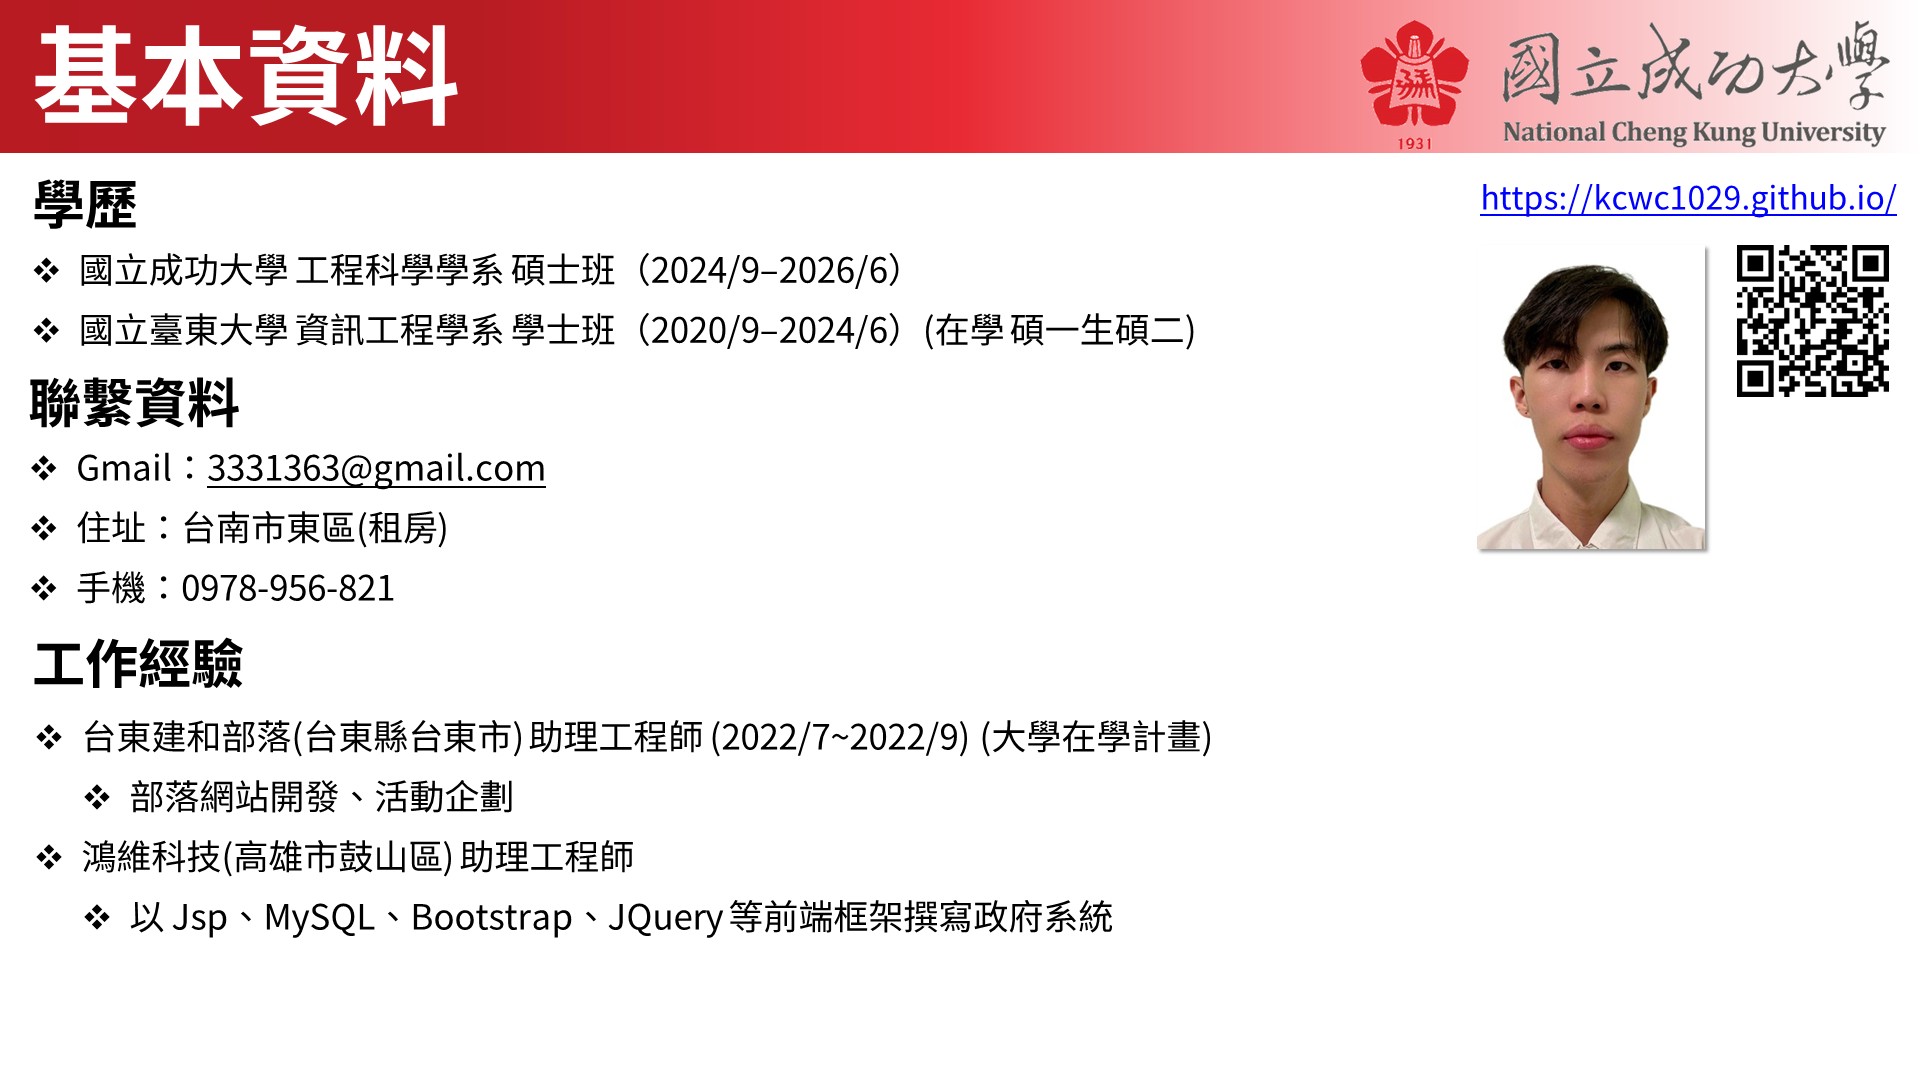 基本資料
1931
國立成功大學
National Cheng Kung University
學歷
https://kcwc1029.github.io/
國立成功大學 工程科學學系 碩士班（2024/9–2026/6）
國立臺東大學 資訊工程學系 學士班（2020/9–2024/6）(在學 碩一生碩二)
聯繫資料
Gmail：3331363@gmail.com
住址：台南市東區(租房)
手機：0978-956-821
工作經驗
台東建和部落(台東縣台東市) 助理工程師 (2022/7~2022/9) (大學在學計畫)
部落網站開發、活動企劃
鴻維科技(高雄市鼓山區) 助理工程師
以 Jsp、MySQL、Bootstrap、JQuery 等前端框架撰寫政府系統